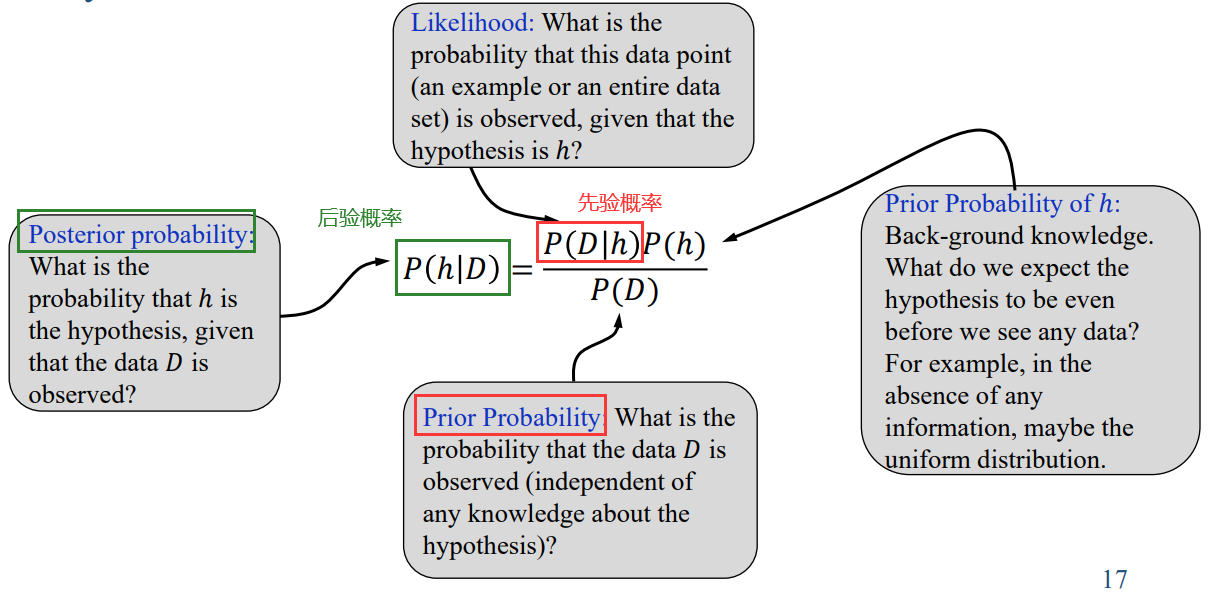 Likelihood: What is the
probability that this data point
(an example or an entire data
set) is observed, given that the
hypothesis is h?
先验概率
后验概率
P(h|D) = P(D|h)P(h) / P(D)
Posterior probability:
What is the
probability that h is
the hypothesis, given
that the data D is
observed?
Prior Probability of h:
Back-ground knowledge.
What do we expect the
hypothesis to be even
before we see any data?
For example, in the
absence of any
information, maybe the
uniform distribution.
Prior Probability: What is the
probability that the data D is
observed (independent of
any knowledge about the
hypothesis)?
17